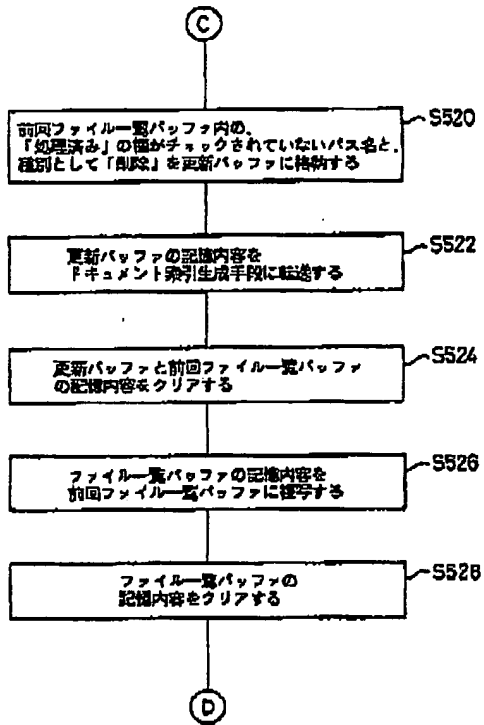 C
前回ファイル一覧バッファ内の、
「処理済み」の欄がチェックされていないパス名と、
種別として「削除」を更新バッファに格納する
S520
更新バッファの記憶内容を
ドキュメント索引生成手段に転送する
S522
更新バッファと前回ファイル一覧バッファ
の記憶内容をクリアする
S524
ファイル一覧バッファの記憶内容を
前回ファイル一覧バッファに複写する
S526
ファイル一覧バッファの
記憶内容をクリアする
S528
D